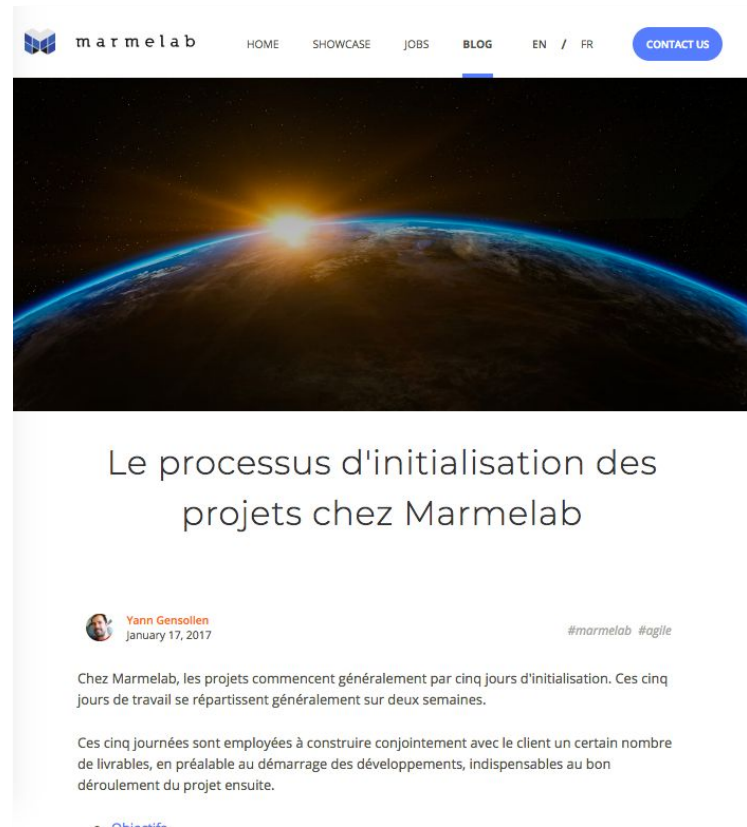 marmelab
HOME SHOWCASE JOBS BLOG EN / FR CONTACT US
Le processus d'initialisation des
projets chez Marmelab
Yann Gensollen
January 17, 2017
#marmelab #agile
Chez Marmelab, les projets commencent généralement par cinq jours d'initialisation. Ces cinq
jours de travail se répartissent généralement sur deux semaines.
Ces cinq journées sont employées à construire conjointement avec le client un certain nombre
de livrables, en préalable au démarrage des développements, indispensables au bon
déroulement du projet ensuite.
Objectifs